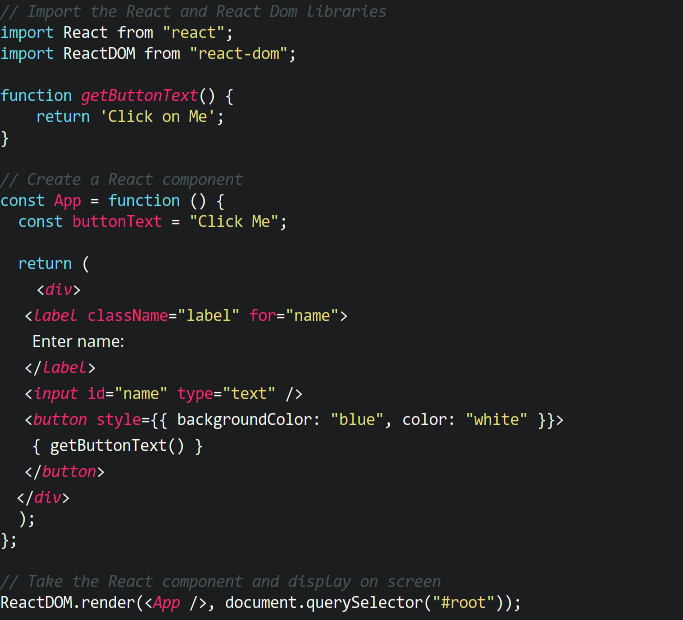 // Import the React and React Dom libraries
import React from "react";
import ReactDOM from "react-dom";
function getButtonText() {
return 'Click on Me';
}
// Create a React component
const App = function () {
const buttonText = "Click Me";
return (
<div>
<label className="label" for="name">
Enter name:
</label>
<input id="name" type="text" />
<button style={{ backgroundColor: "blue", color: "white" }}>
{ getButtonText() }
</button>
</div>
);
};
// Take the React component and display on screen
ReactDOM.render(<App />, document.querySelector("#root"));